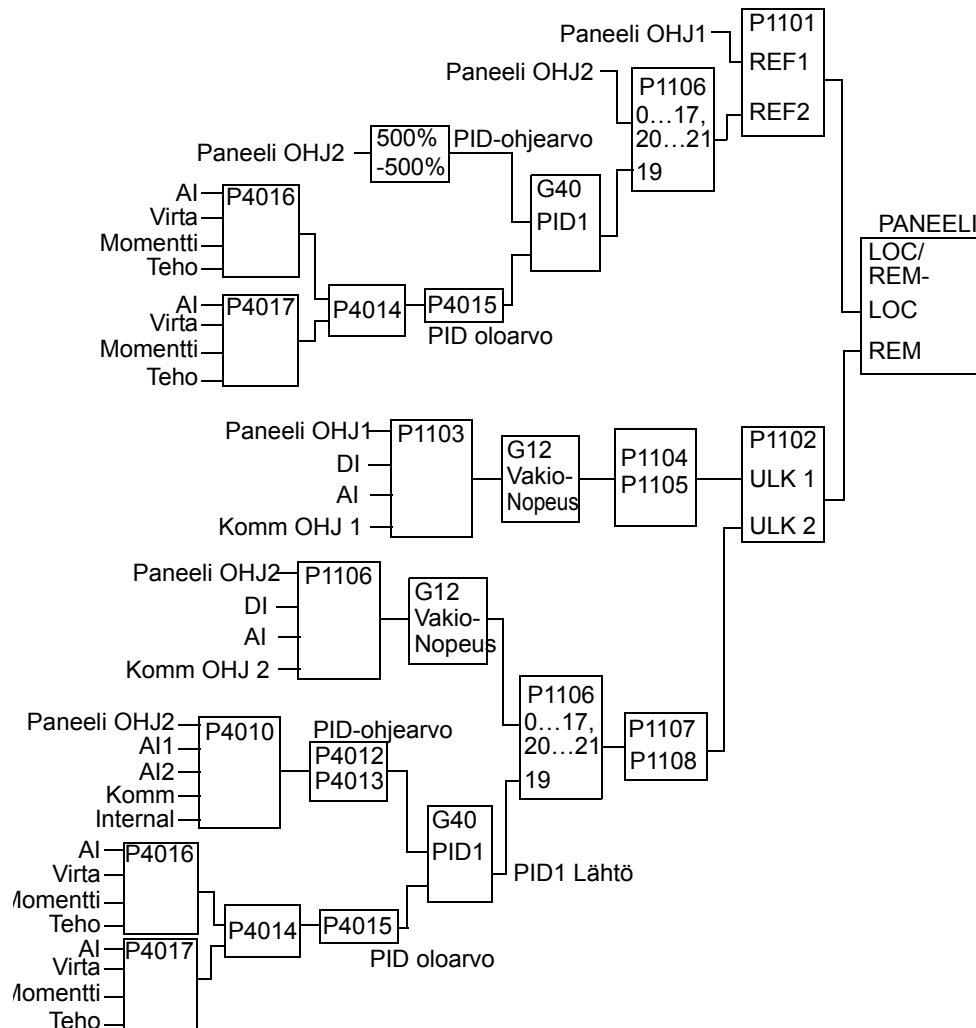 P1101
Paneeli OHJ1
REF1
REF2
Paneeli OHJ2
P1106
0...17,
20...21
19
Paneeli OHJ2
500%
-500%
PID-ohjearvo
G40
PID1
AI
Virta
Momentti
Teho
P4016
AI
Virta
Momentti
Teho
P4017
P4014
P4015
PID oloarvo
PANEELI
LOC/
REM-
LOC
REM
Paneeli OHJ1
DI
AI
Komm OHJ 1
P1103
G12
Vakio-
Nopeus
P1104
P1105
P1102
ULK 1
ULK 2
Paneeli OHJ2
DI
AI
Komm OHJ 2
P1106
G12
Vakio-
Nopeus
P1106
0...17,
20...21
19
P1107
P1108
Paneeli OHJ2
AI1
AI2
Komm
Internal
P4010
PID-ohjearvo
P4012
P4013
G40
PID1
PID1 Lähtö
AI
Virta
Momentti
Teho
P4016
AI
Virta
Momentti
Teho
P4017
P4014
P4015
PID oloarvo